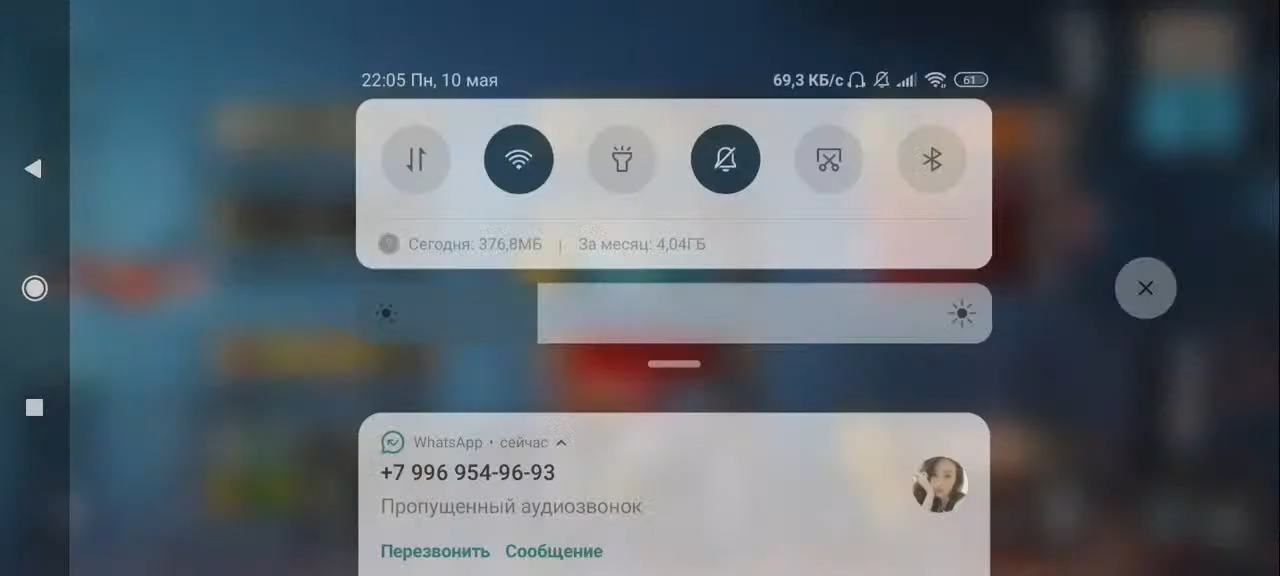 22:05 Пн, 10 мая
69,3 КБ/с 61
Сегодня: 376,8МБ | За месяц: 4,04ГБ
WhatsApp • сейчас
+7 996 954-96-93
Пропущенный аудиозвонок
Перезвонить Сообщение